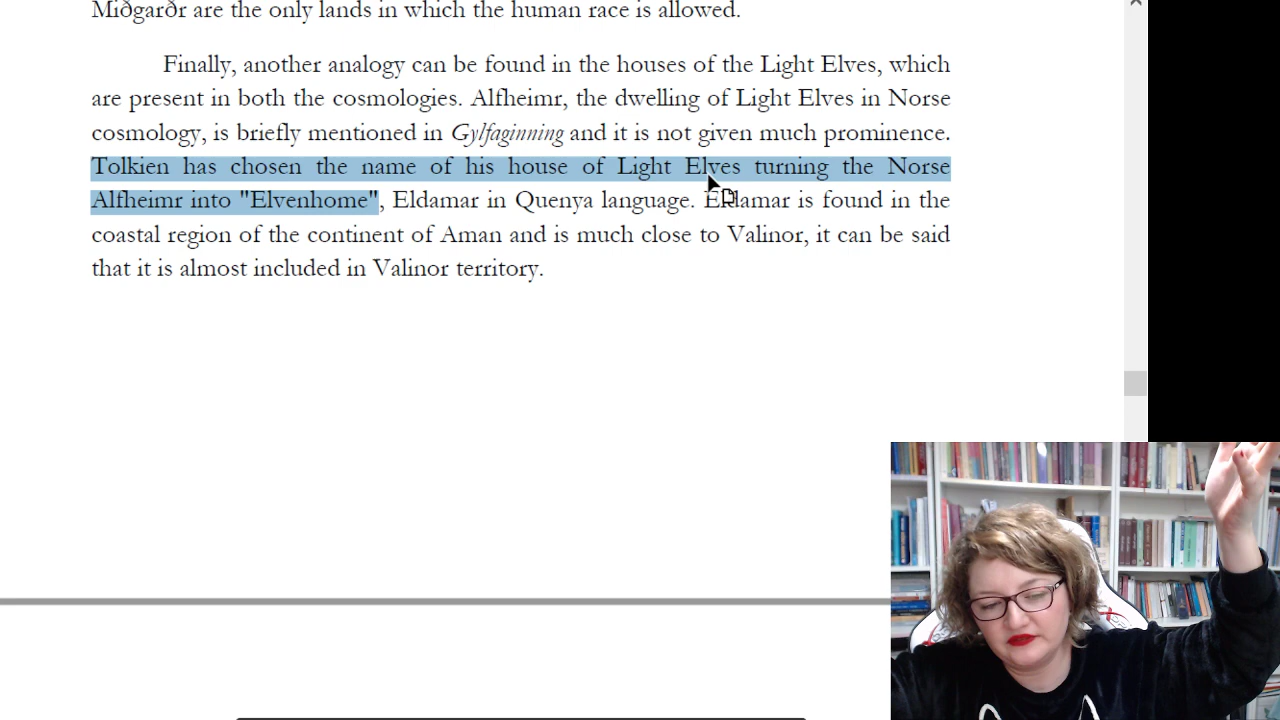 Miðgarðr are the only lands in which the human race is allowed.
Finally, another analogy can be found in the houses of the Light Elves, which
are present in both the cosmologies. Alfheimr, the dwelling of Light Elves in Norse
cosmology, is briefly mentioned in Gylfaginning and it is not given much prominence.
Tolkien has chosen the name of his house of Light Elves turning the Norse
Alfheimr into "Elvenhome", Eldamar in Quenya language. Eldamar is found in the
coastal region of the continent of Aman and is much close to Valinor, it can be said
that it is almost included in Valinor territory.